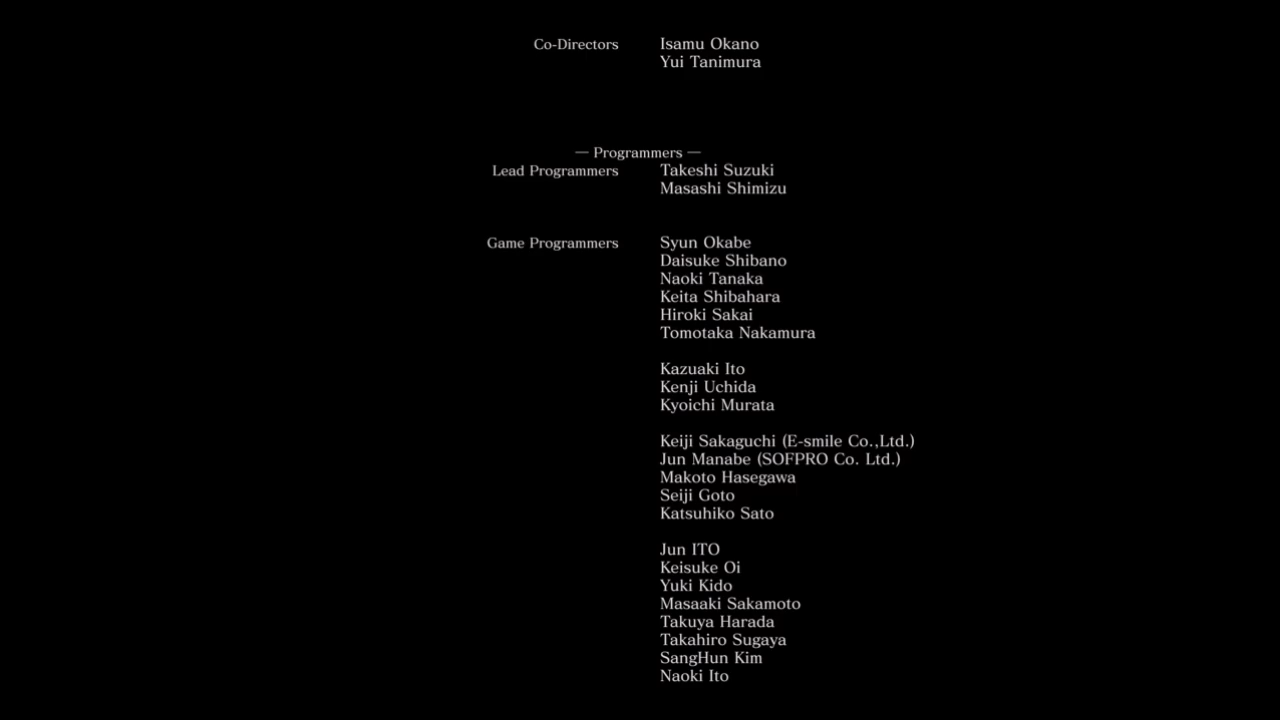 Co-Directors Isamu Okano
Yui Tanimura
— Programmers —
Lead Programmers Takeshi Suzuki
Masashi Shimizu
Game Programmers Syun Okabe
Daisuke Shibano
Naoki Tanaka
Keita Shibahara
Hiroki Sakai
Tomotaka Nakamura
Kazuaki Ito
Kenji Uchida
Kyoichi Murata
Keiji Sakaguchi (E-smile Co.,Ltd.)
Jun Manabe (SOFPRO Co. Ltd.)
Makoto Hasegawa
Seiji Goto
Katsuhiko Sato
Jun ITO
Keisuke Oi
Yuki Kido
Masaaki Sakamoto
Takuya Harada
Takahiro Sugaya
SangHun Kim
Naoki Ito